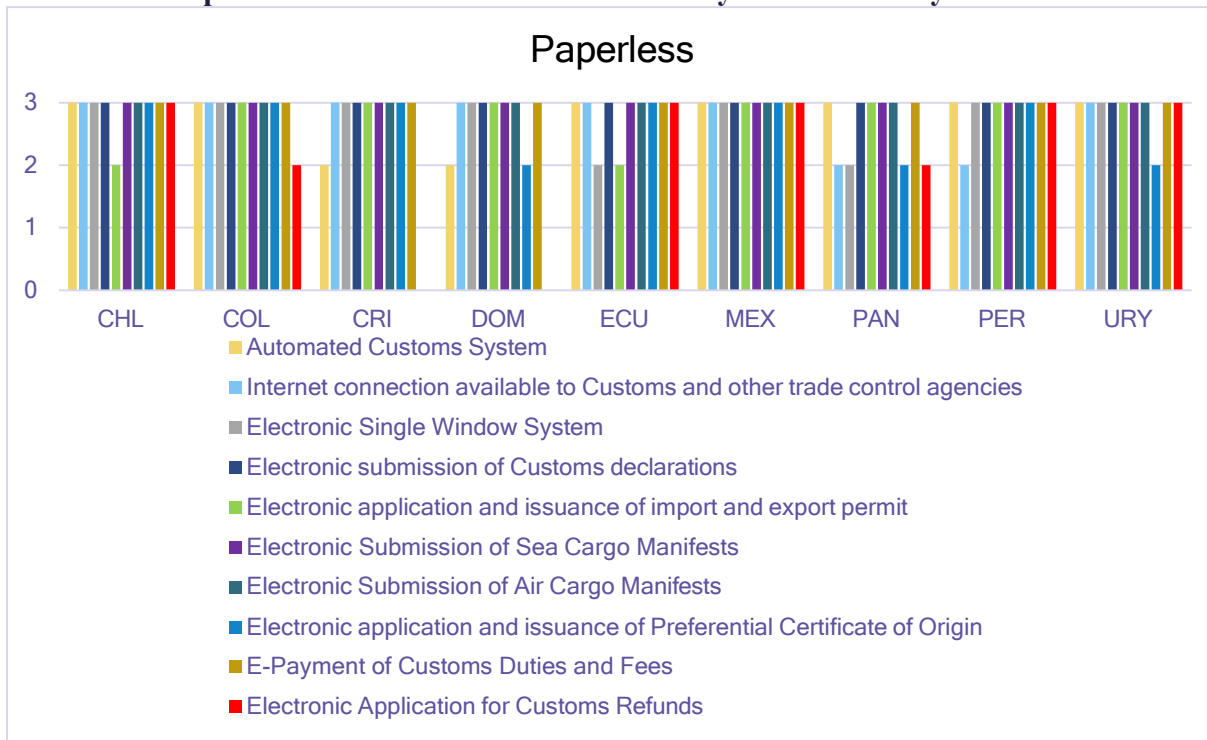 Paperless
3
2
1
0
CHL COL CRI DOM ECU MEX PAN PER URY
Automated Customs System
Internet connection available to Customs and other trade control agencies
Electronic Single Window System
Electronic submission of Customs declarations
Electronic application and issuance of import and export permit
Electronic Submission of Sea Cargo Manifests
Electronic Submission of Air Cargo Manifests
Electronic application and issuance of Preferential Certificate of Origin
E-Payment of Customs Duties and Fees
Electronic Application for Customs Refunds